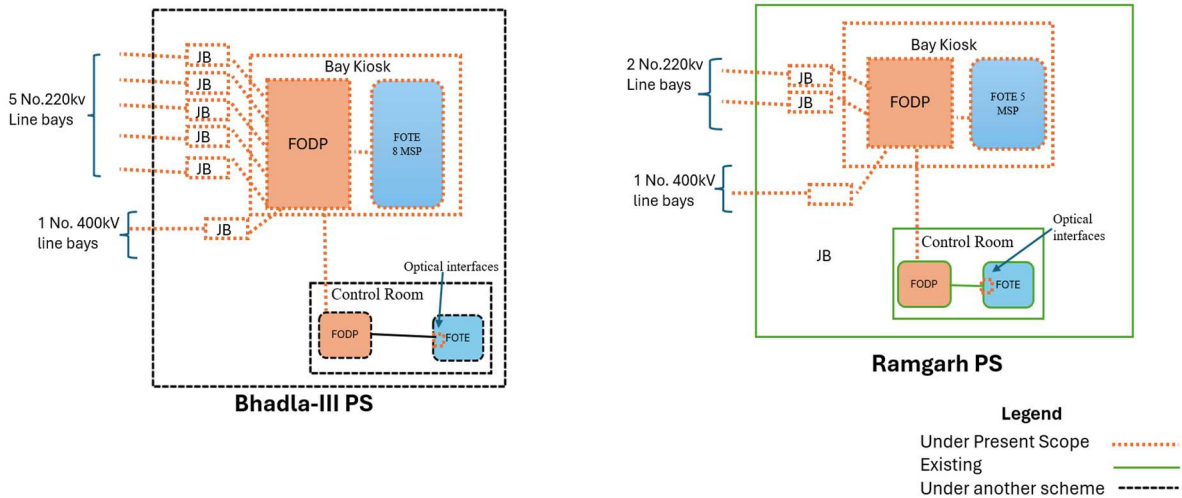 JB
JB
JB
JB
JB
5 No.220kv
Line bays
Bay Kiosk
FODP
FOTE
8 MSP
1 No. 400kV
line bays
JB
Optical interfaces
Control Room
FODP
FOTE
Bhadla-III PS
2 No.220kv
Line bays
JB
JB
Bay Kiosk
FODP
FOTE 5
MSP
1 No. 400kV
line bays
JB
Optical
interfaces
Control Room
FODP
FOTE
Ramgarh PS
Legend
Under Present Scope
Existing
Under another scheme